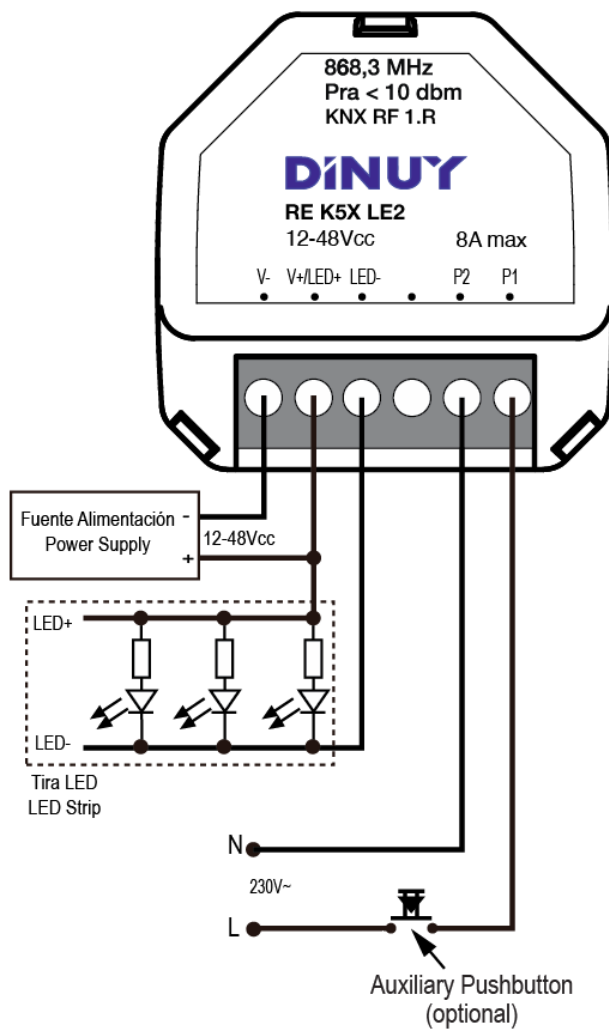 868,3 MHz
Pra < 10 dbm
KNX RF 1.R
DiNUY
RE K5X LE2
12-48Vcc 8A max
V- V+/LED+ LED- P2 P1
Fuente Alimentación -
Power Supply
+
12-48Vcc
LED+
LED-
Tira LED
LED Strip
N
230V~
L
Auxiliary Pushbutton
(optional)